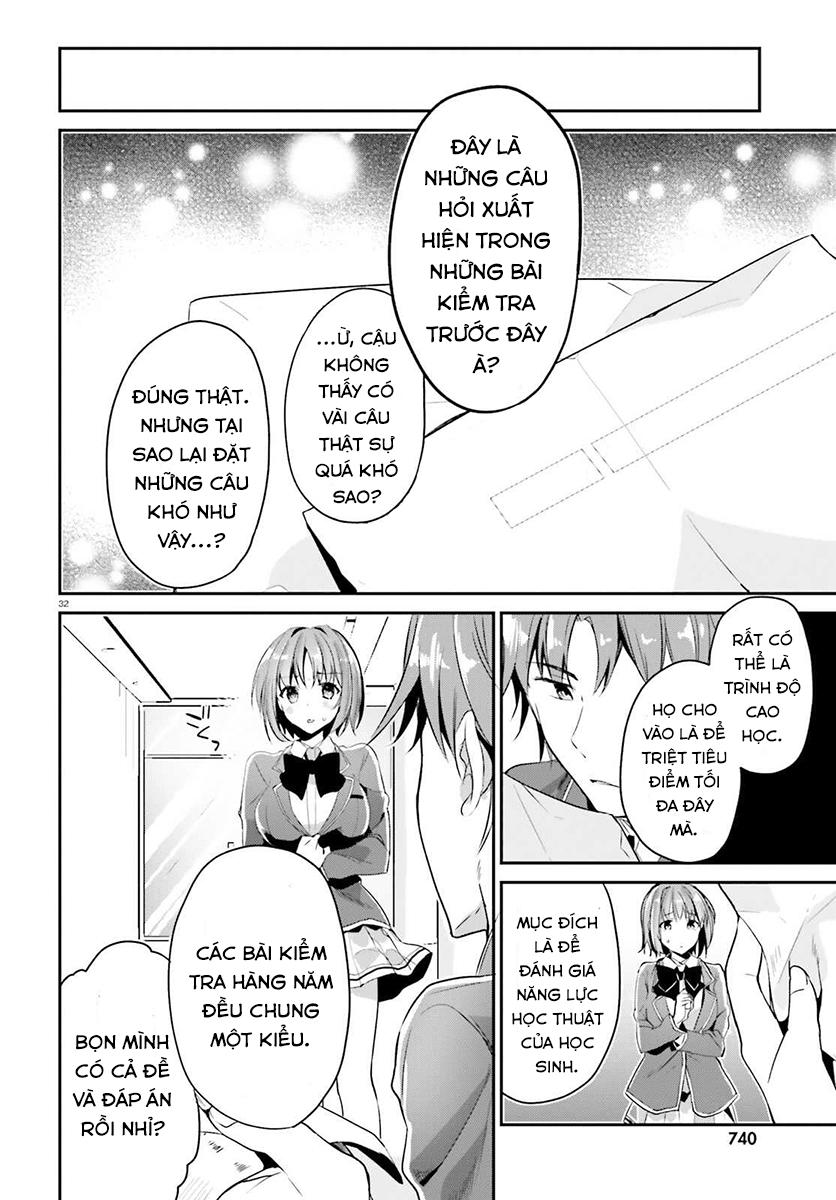 ĐÂY LÀ
NHỮNG CÂU
HỎI XUẤT
HIỆN TRONG
NHỮNG BÀI
KIỂM TRA
TRƯỚC ĐÂY
À?
...Ừ, CẬU
KHÔNG
THẤY CÓ
VÀI CÂU
THẬT SỰ
QUÁ KHÓ
SAO?
ĐÚNG THẬT.
NHƯNG TẠI
SAO LẠI ĐẶT
NHỮNG CÂU
KHÓ NHƯ
VẬY...?
32
RẤT CÓ
THỂ LÀ
TRÌNH ĐỘ
CAO
HỌC.
HỌ CHO
VÀO LÀ ĐỂ
TRIỆT TIÊU
ĐIỂM TỐI
ĐA ĐÂY
MÀ.
MỤC ĐÍCH
LÀ ĐỂ
ĐÁNH GIÁ
NĂNG LỰC
HỌC THUẬT
CỦA HỌC
SINH.
CÁC BÀI KIỂM
TRA HÀNG NĂM
ĐỀU CHUNG
MỘT KIỂU.
BỌN MÌNH
CÓ CẢ ĐỀ
VÀ ĐÁP ÁN
RỒI NHỈ?
740